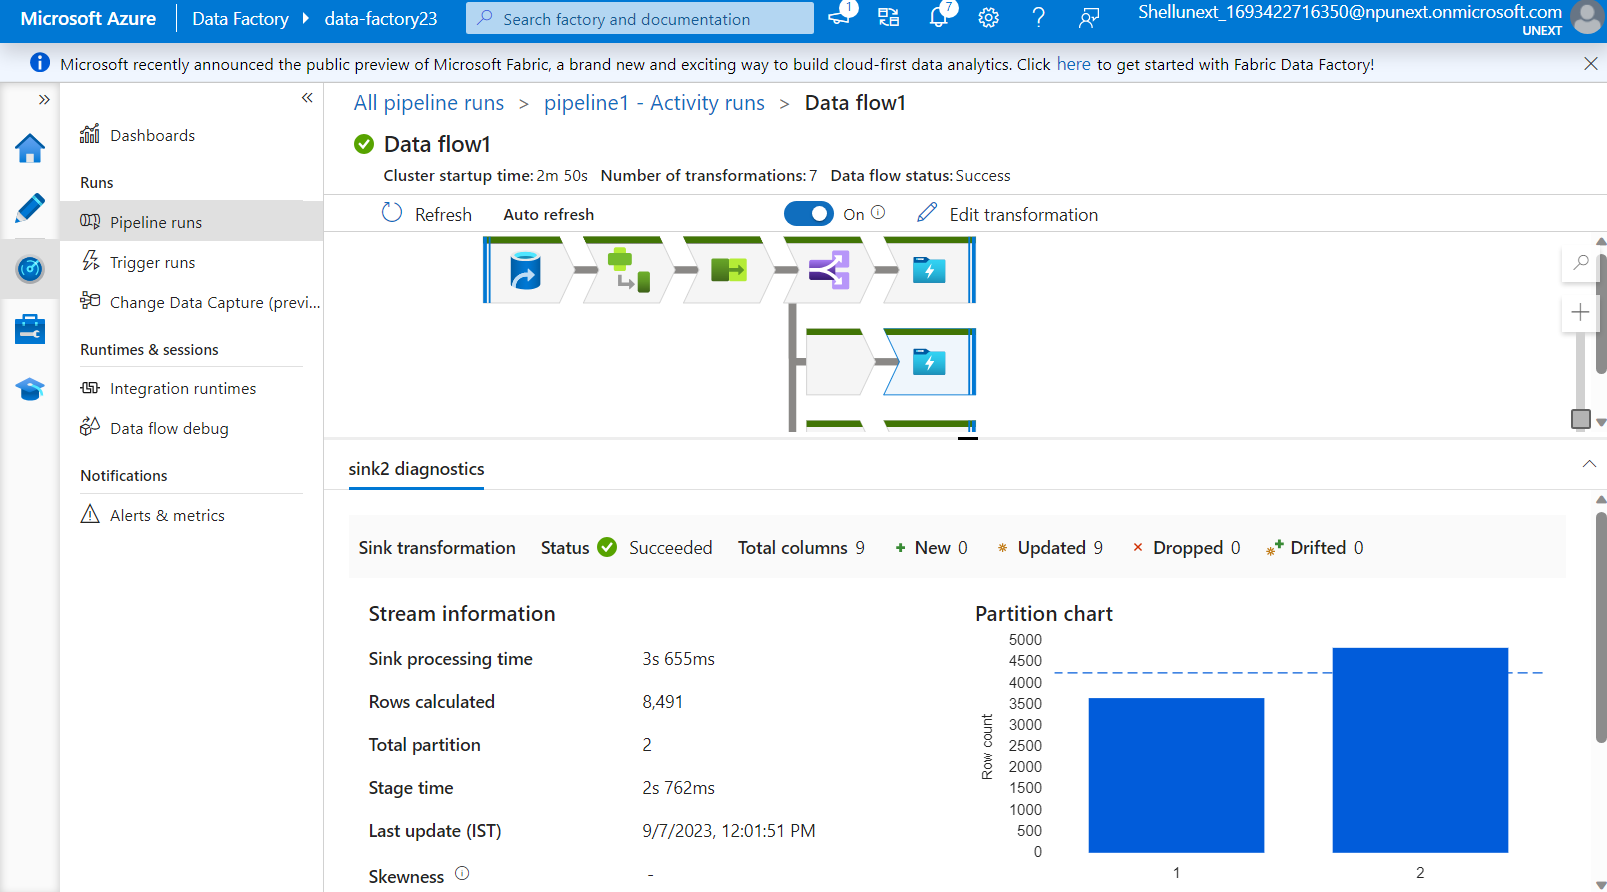 Microsoft Azure
Data Factory
data-factory23
Search factory and documentation
1
7
Shellunext_1693422716350@npunext.onmicrosoft.com
UNEXT
Microsoft recently announced the public preview of Microsoft Fabric, a brand new and exciting way to build cloud-first data analytics. Click here to get started with Fabric Data Factory!
Dashboards
Runs
Pipeline runs
Trigger runs
Change Data Capture (previ...
Runtimes & sessions
Integration runtimes
Data flow debug
Notifications
Alerts & metrics
All pipeline runs > pipeline1 - Activity runs > Data flow1
Data flow1
Cluster startup time: 2m 50s Number of transformations: 7 Data flow status: Success
Refresh Auto refresh On Edit transformation
sink2 diagnostics
Sink transformation Status Succeeded Total columns 9 New 0 Updated 9 Dropped 0 Drifted 0
Stream information
Sink processing time 3s 655ms
Rows calculated 8,491
Total partition 2
Stage time 2s 762ms
Last update (IST) 9/7/2023, 12:01:51 PM
Skewness -
Partition chart
5000
4500
4000
3500
3000
2500
2000
1500
1000
500
0
Row count
1 2